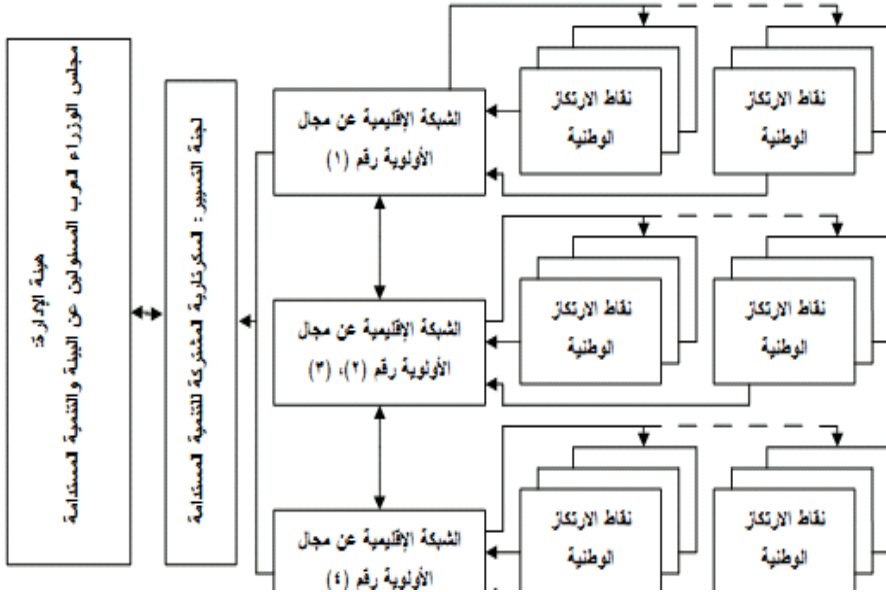 هيئة الإدارة:
مجلس الوزراء العرب المسئولين عن البيئة والتنمية المستدامة
لجنة التسيير: السكرتارية المشتركة للتنمية المستدامة
الشبكة الإقليمية عن مجال
الأولوية رقم (١)
نقاط الارتكاز
الوطنية
نقاط الارتكاز
الوطنية
الشبكة الإقليمية عن مجال
الأولوية رقم (٢)، (٣)
نقاط الارتكاز
الوطنية
نقاط الارتكاز
الوطنية
الشبكة الإقليمية عن مجال
الأولوية رقم (٤)
نقاط الارتكاز
الوطنية
نقاط الارتكاز
الوطنية